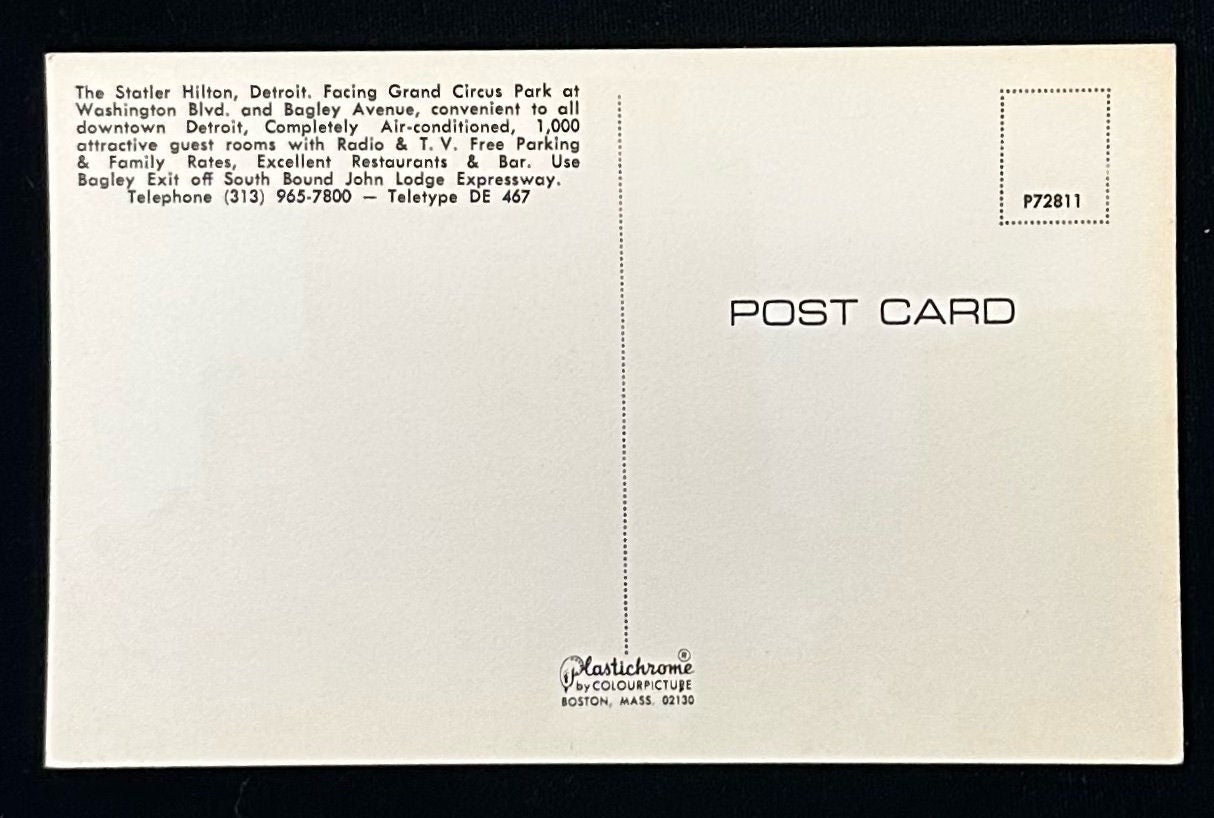 The Statler Hilton, Detroit. Facing Grand Circus Park at
Washington Blvd. and Bagley Avenue, convenient to all
downtown Detroit, Completely Air-conditioned, 1,000
attractive guest rooms with Radio & T. V. Free Parking
& Family Rates, Excellent Restaurants & Bar. Use
Bagley Exit off South Bound John Lodge Expressway.
Telephone (313) 965-7800 — Teletype DE 467
P72811
POST CARD
Plastichrome ®
by COLOURPICTURE
BOSTON, MASS. 02130